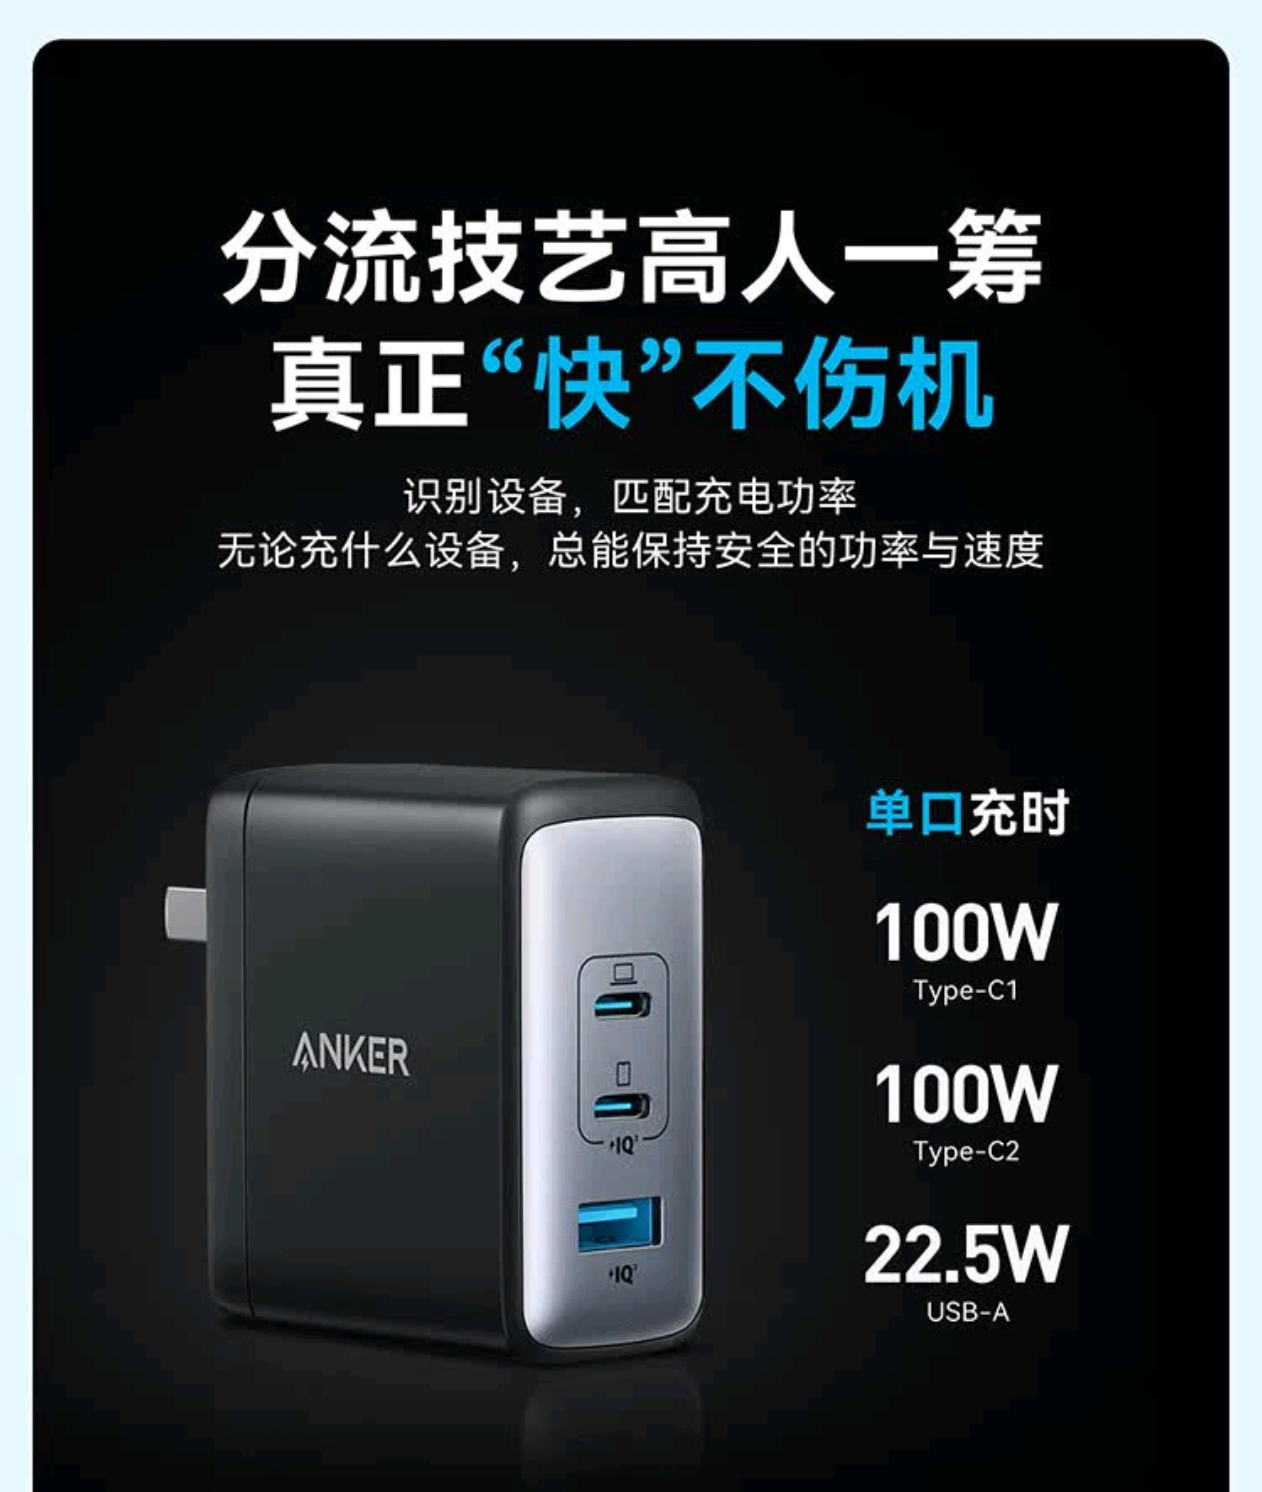 分流技艺高人一筹
真正“快”不伤机
识别设备，匹配充电功率
无论充什么设备，总能保持安全的功率与速度
单口充时
100W
Type-C1
100W
Type-C2
22.5W
USB-A
ANKER
IQ³
IQ³